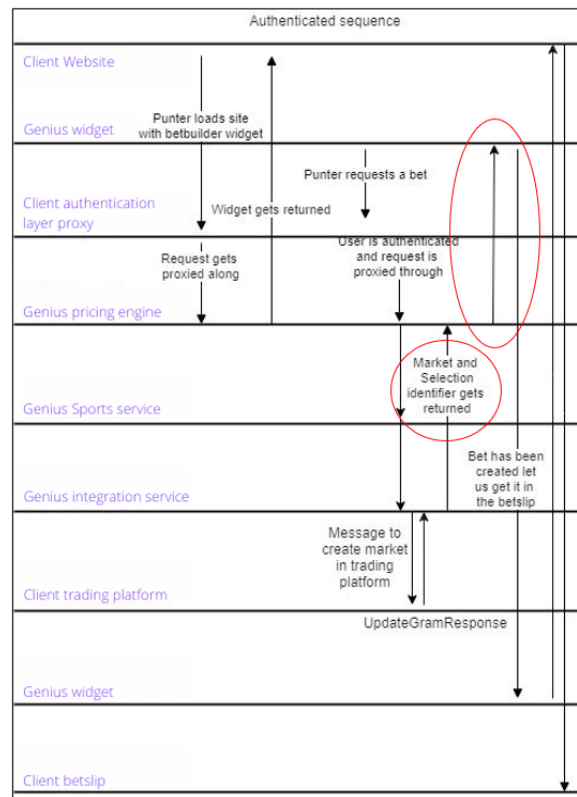 Authenticated sequence
Client Website
Punter loads site
with betbuilder widget
Genius widget
Punter requests a bet
Client authentication
layer proxy
Widget gets returned
User is authenticated
and request is
proxied through
Request gets
proxied along
Genius pricing engine
Market and
Selection
identifier gets
returned
Genius Sports service
Bet has been
created let
us get it in
the betslip
Genius integration service
Message to
create market
in trading
platform
Client trading platform
UpdateGramResponse
Genius widget
Client betslip